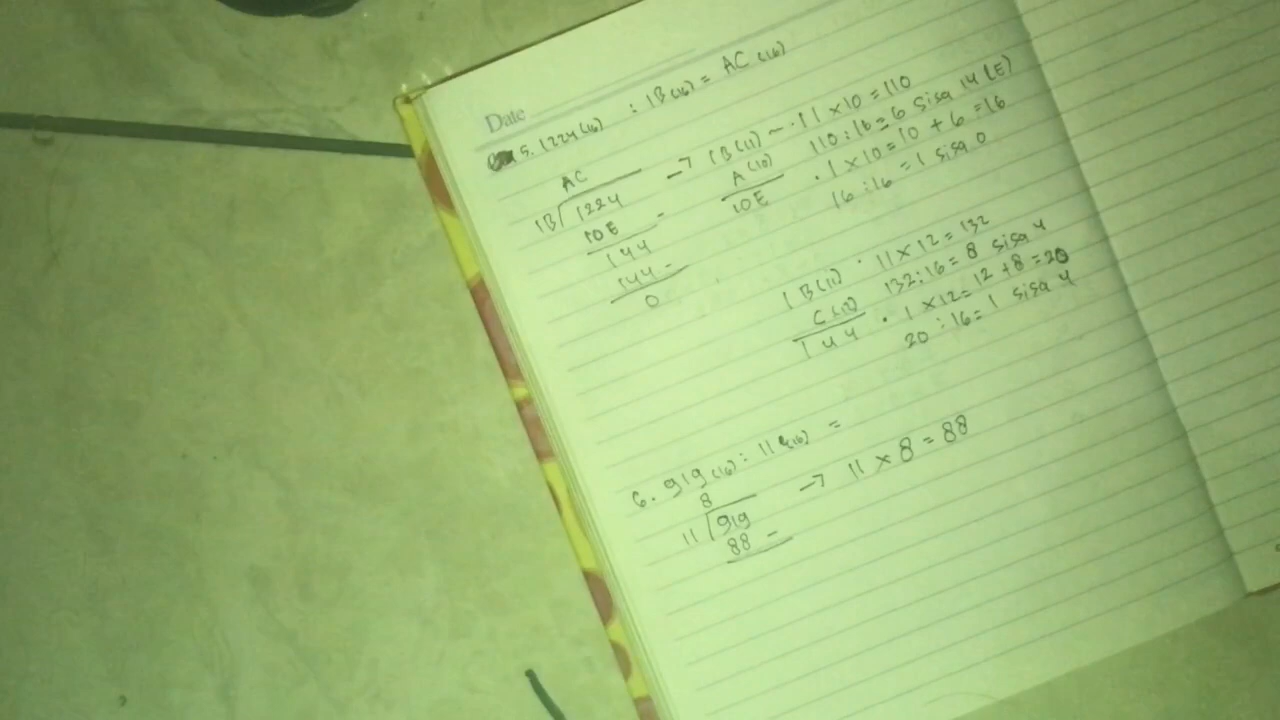 Date
5. 1224(16) : 1B(16) = AC(16)
AC
1B 1224
10E -
144
144 -
0
→ 1B(11) ~ · 11 × 10 = 110
A(10) 110 : 16 = 6 sisa 14 (E)
10E · 1 × 10 = 10 + 6 = 16
16 : 16 = 1 sisa 0
1B(11) · 11 × 12 = 132
C(12) 132 : 16 = 8 sisa 4
144 · 1 × 12 = 12 + 8 = 20
20 : 16 = 1 sisa 4
6. 919(16) : 11(16) =
8
11 919 → 11 × 8 = 88
88 -